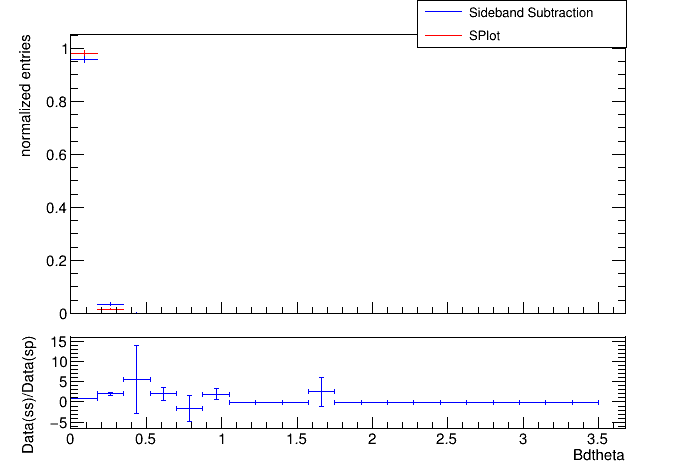 Sideband Subtraction
SPlot
normalized entries
1
0.8
0.6
0.4
0.2
0
Data(ss)/Data(sp)
15
10
5
0
−5
0 0.5 1 1.5 2 2.5 3 3.5
Bdtheta